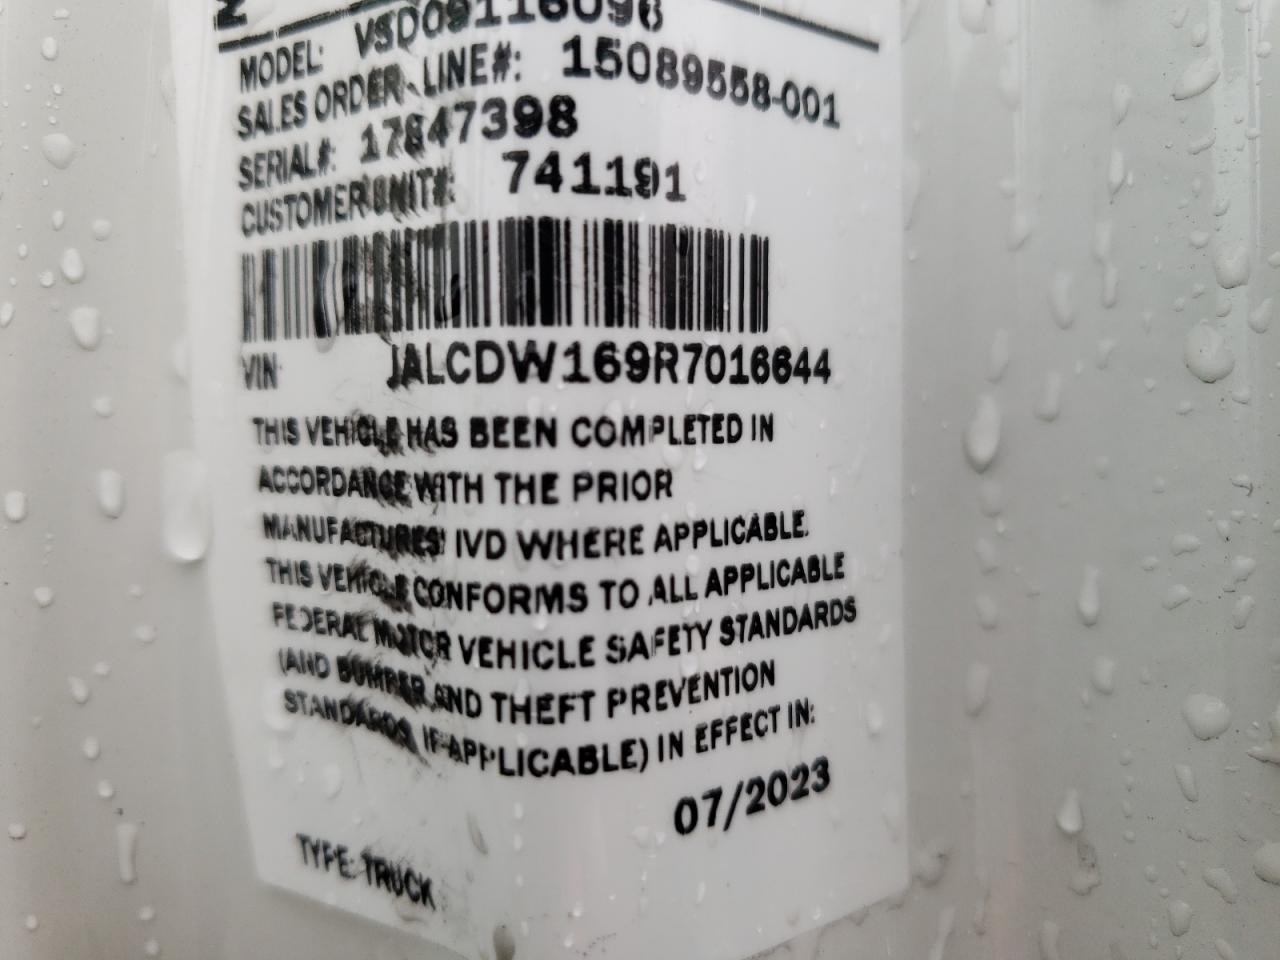 MODEL: VSD09116096
SALES ORDER-LINE#: 15089558-001
SERIAL#: 17847398
CUSTOMER UNIT#: 741191
VIN: JALCDW169R7016644
THIS VEHICLE HAS BEEN COMPLETED IN
ACCORDANCE WITH THE PRIOR
MANUFACTURES' IVD WHERE APPLICABLE.
THIS VEHICLE CONFORMS TO ALL APPLICABLE
FEDERAL MOTOR VEHICLE SAFETY STANDARDS
(AND BUMPER AND THEFT PREVENTION
STANDARDS, IF APPLICABLE) IN EFFECT IN:
07/2023
TYPE: TRUCK